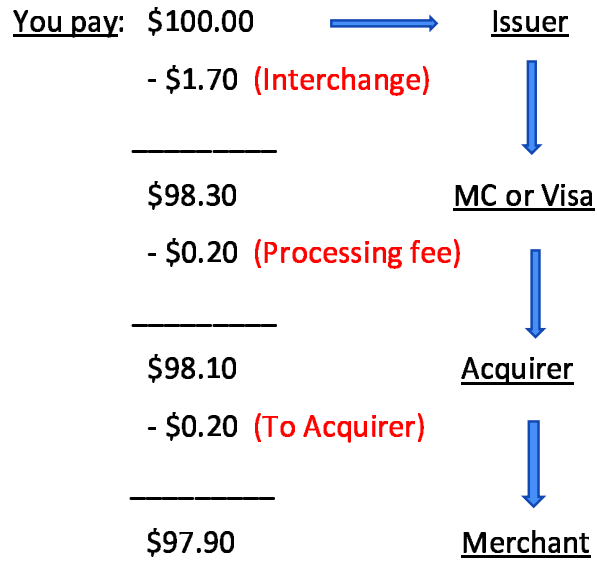 You pay: $100.00 Issuer
- $1.70 (Interchange)
$98.30 MC or Visa
- $0.20 (Processing fee)
$98.10 Acquirer
- $0.20 (To Acquirer)
$97.90 Merchant